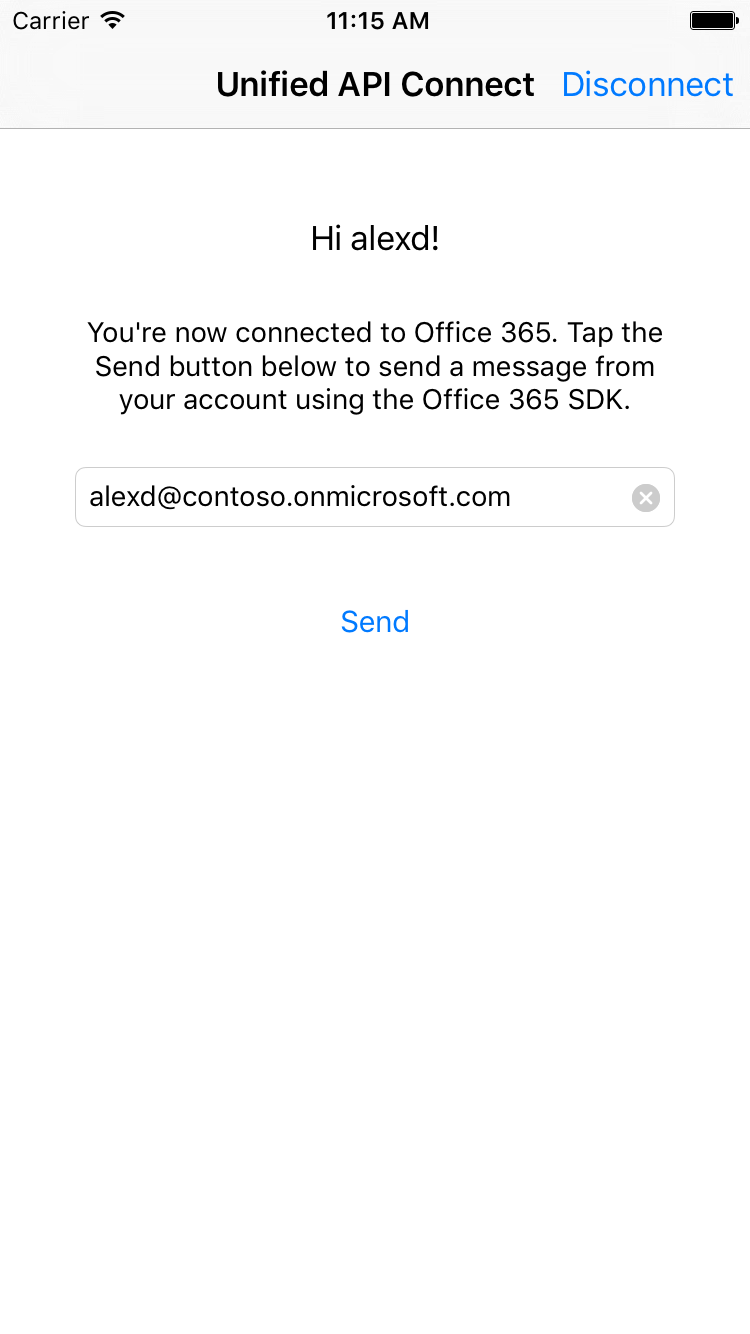 Carrier 11:15 AM
Unified API Connect Disconnect
Hi alexd!
You're now connected to Office 365. Tap the
Send button below to send a message from
your account using the Office 365 SDK.
alexd@contoso.onmicrosoft.com
Send